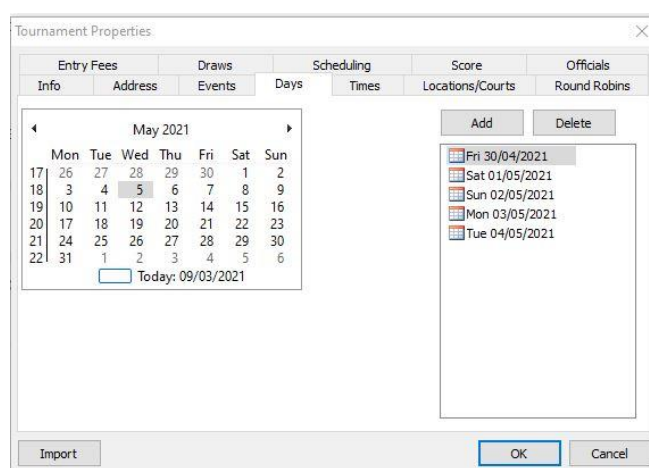 Tournament Properties
Entry Fees Draws Scheduling Score Officials
Info Address Events Days Times Locations/Courts Round Robins
May 2021
Mon Tue Wed Thu Fri Sat Sun
17 26 27 28 29 30 1 2
18 3 4 5 6 7 8 9
19 10 11 12 13 14 15 16
20 17 18 19 20 21 22 23
21 24 25 26 27 28 29 30
22 31 1 2 3 4 5 6
Today: 09/03/2021
Add Delete
Fri 30/04/2021
Sat 01/05/2021
Sun 02/05/2021
Mon 03/05/2021
Tue 04/05/2021
Import OK Cancel